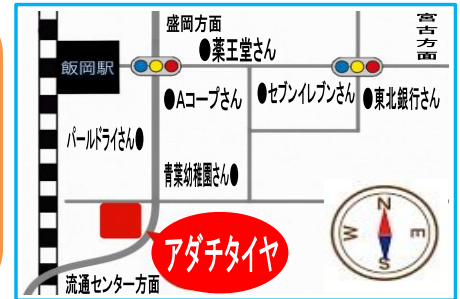 盛岡方面
宮古方面
●薬王堂さん
飯岡駅
●Aコープさん
●セブンイレブンさん
●東北銀行さん
パールドライさん●
青葉幼稚園さん●
アダチタイヤ
流通センター方面
N
W
E
S